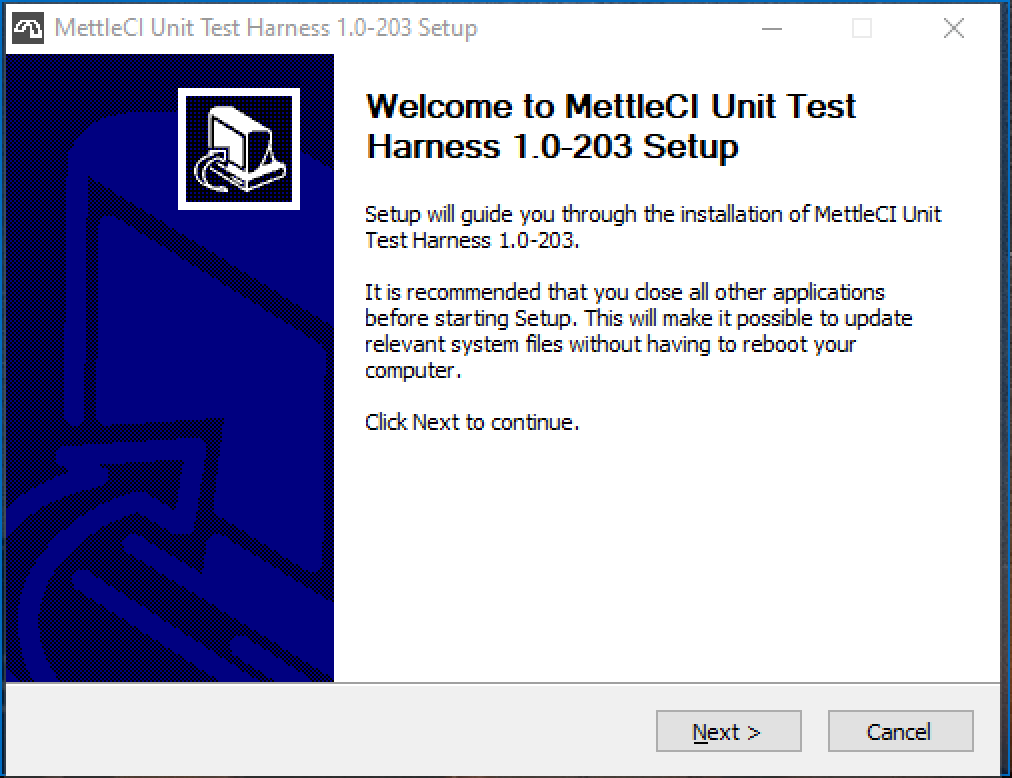 MettleCI Unit Test Harness 1.0-203 Setup
Welcome to MettleCI Unit Test
Harness 1.0-203 Setup
Setup will guide you through the installation of MettleCI Unit
Test Harness 1.0-203.
It is recommended that you close all other applications
before starting Setup. This will make it possible to update
relevant system files without having to reboot your
computer.
Click Next to continue.
Next >
Cancel